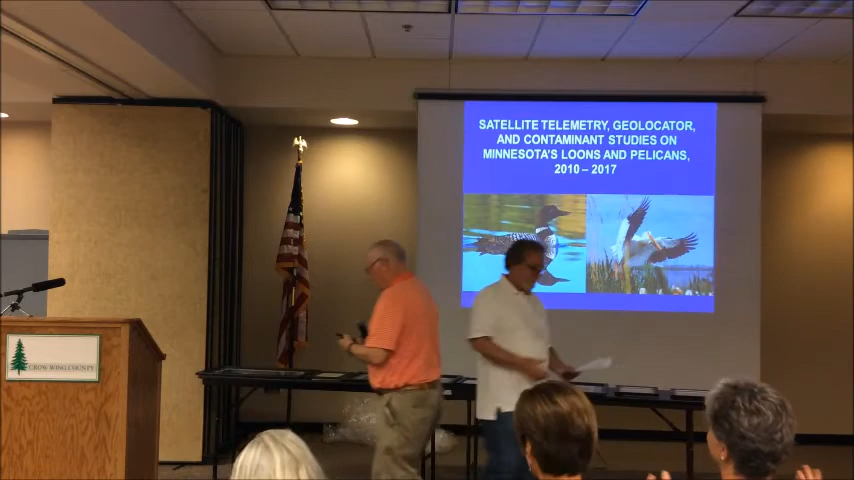 SATELLITE TELEMETRY, GEOLOCATOR,
AND CONTAMINANT STUDIES ON
MINNESOTA'S LOONS AND PELICANS,
2010 – 2017
CROW WING COUNTY